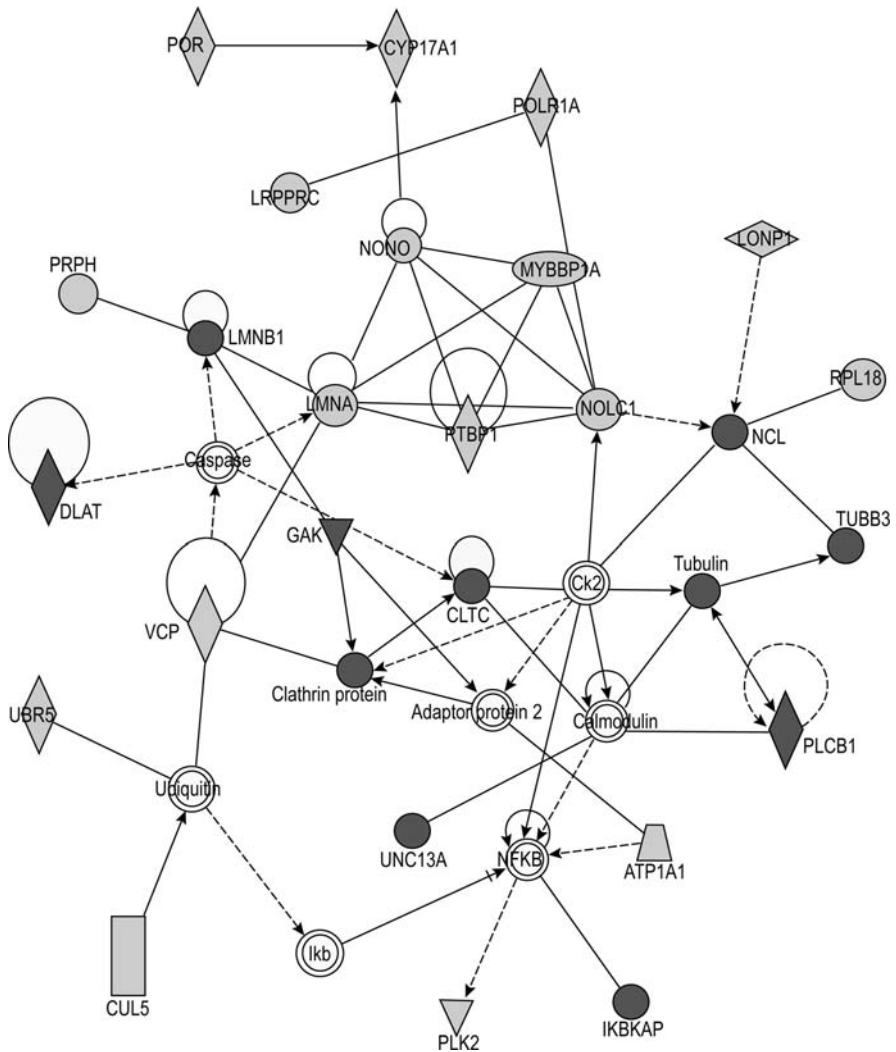 POR
CYP17A1
POLR1A
LRPPRC
NONO
LONP1
MYBBP1A
PRPH
LMNB1
RPL18
LMNA
NOLC1
PTBP1
NCL
Caspase
DLAT
TUBB3
GAK
Tubulin
Ck2
CLTC
VCP
Clathrin protein
Adaptor protein 2
Calmodulin
UBR5
PLCB1
Ubiquitin
UNC13A
NFKB
ATP1A1
Ikb
CUL5
PLK2
IKBKAP